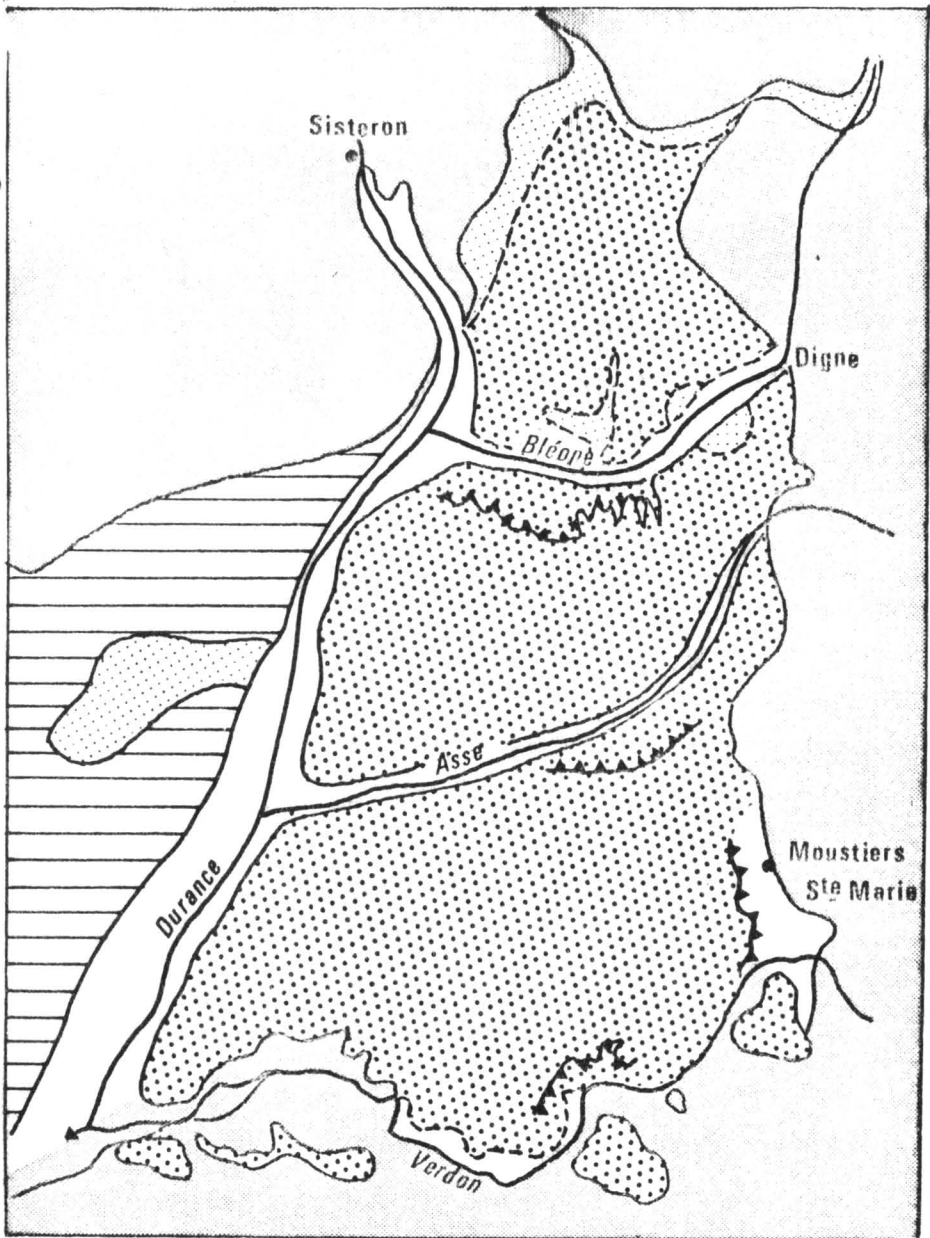 Sisteron
Digne
Bléone
Asse
Moustiers
Ste Marie
Durance
Verdon